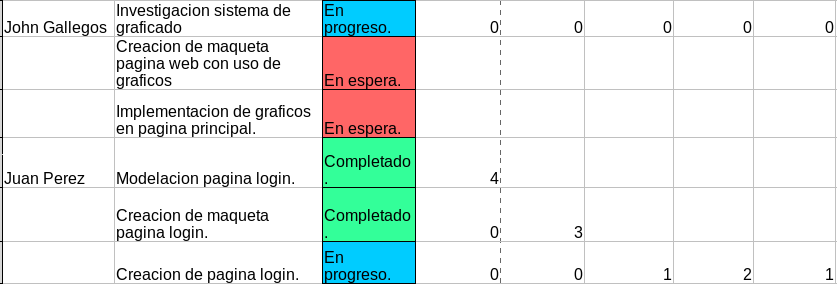 Investigacion sistema de En
John Gallegos graficado progreso. 0 0 0 0 0
Creacion de maqueta
pagina web con uso de
graficos En espera.
Implementacion de graficos
en pagina principal. En espera.
Completado
Juan Perez Modelacion pagina login. . 4
Creacion de maqueta Completado
pagina login. . 0 3
En
Creacion de pagina login. progreso. 0 0 1 2 1